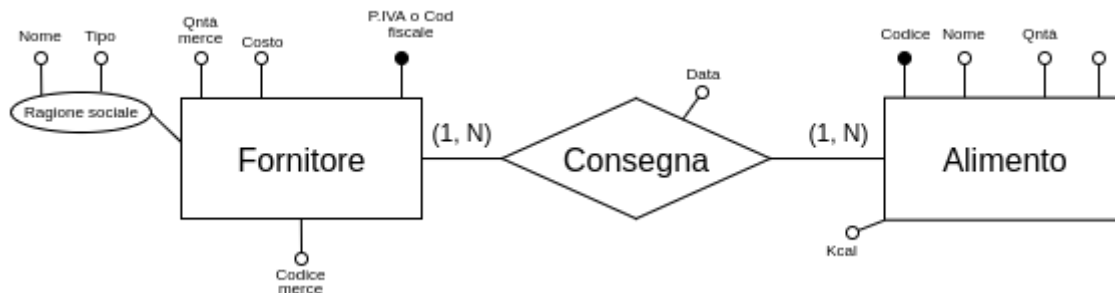 Nome
Tipo
Qntà
merce
Costo
P.IVA o Cod
fiscale
Ragione sociale
Fornitore
Codice
merce
(1, N)
Consegna
Data
(1, N)
Codice
Nome
Qntà
Alimento
Kcal